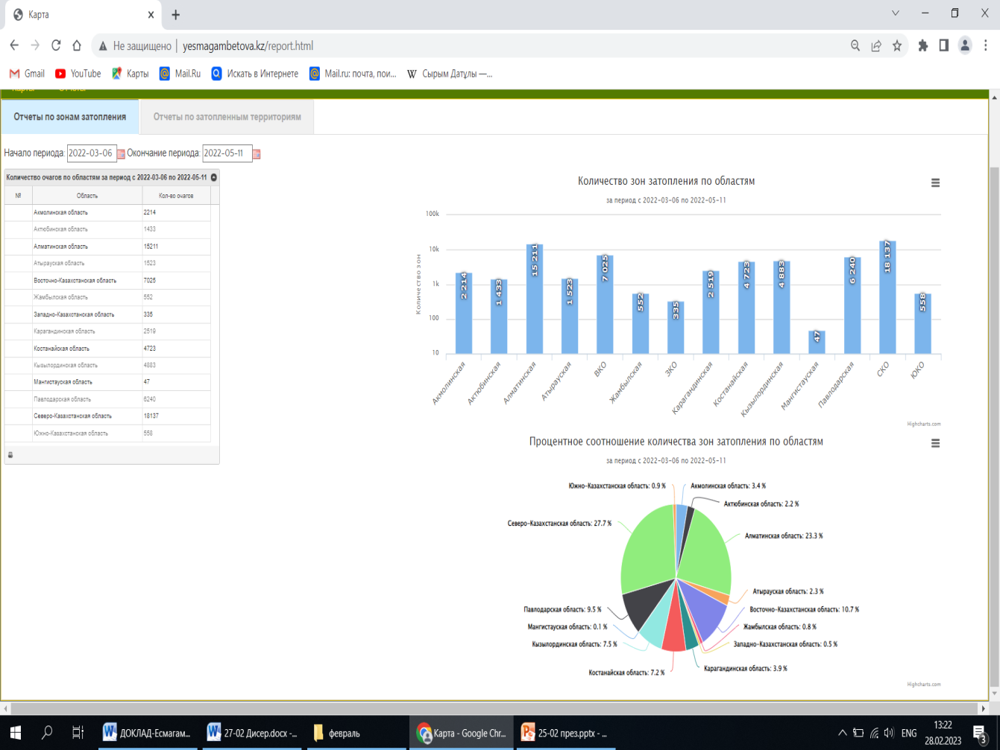 Карта
Не защищено | yesmagambetova.kz/report.html
Gmail YouTube Карты Mail.Ru Искать в Интернете Mail.ru: почта, пои... Сырым Датұлы —...
Карты Отчеты
Отчеты по зонам затопления Отчеты по затопленным территориям
Начало периода: 2022-03-06 Окончание периода: 2022-05-11
Количество очагов по областям за период с 2022-03-06 по 2022-05-11
№ Область Кол-во очагов
Акмолинская область 2214
Актюбинская область 1433
Алматинская область 15211
Атырауская область 1523
Восточно-Казахстанская область 7025
Жамбылская область 552
Западно-Казахстанская область 335
Карагандинская область 2519
Костанайская область 4723
Кызылординская область 4883
Мангистауская область 47
Павлодарская область 6240
Северо-Казахстанская область 18137
Южно-Казахстанская область 558
Количество зон затопления по областям
за период с 2022-03-06 по 2022-05-11
Количество зон
100k
10k
1k
100
10
2 214
1 433
15 211
1 523
7 025
552
335
2 519
4 723
4 883
47
6 240
18 137
558
Акмолинская
Актюбинская
Алматинская
Атырауская
ВКО
Жамбылская
ЗКО
Карагандинская
Костанайская
Кызылординская
Мангистауская
Павлодарская
СКО
ЮКО
Highcharts.com
Процентное соотношение количества зон затопления по областям
за период с 2022-03-06 по 2022-05-11
Южно-Казахстанская область: 0.9 %
Акмолинская область: 3.4 %
Актюбинская область: 2.2 %
Северо-Казахстанская область: 27.7 %
Алматинская область: 23.3 %
Атырауская область: 2.3 %
Павлодарская область: 9.5 %
Восточно-Казахстанская область: 10.7 %
Мангистауская область: 0.1 %
Жамбылская область: 0.8 %
Кызылординская область: 7.5 %
Западно-Казахстанская область: 0.5 %
Костанайская область: 7.2 %
Карагандинская область: 3.9 %
Highcharts.com
ДОКЛАД-Есмагам... 27-02 Дисер.docx -... февраль Карта - Google Chr... 25-02 през.pptx - ... ENG
13:22
28.02.2023
3